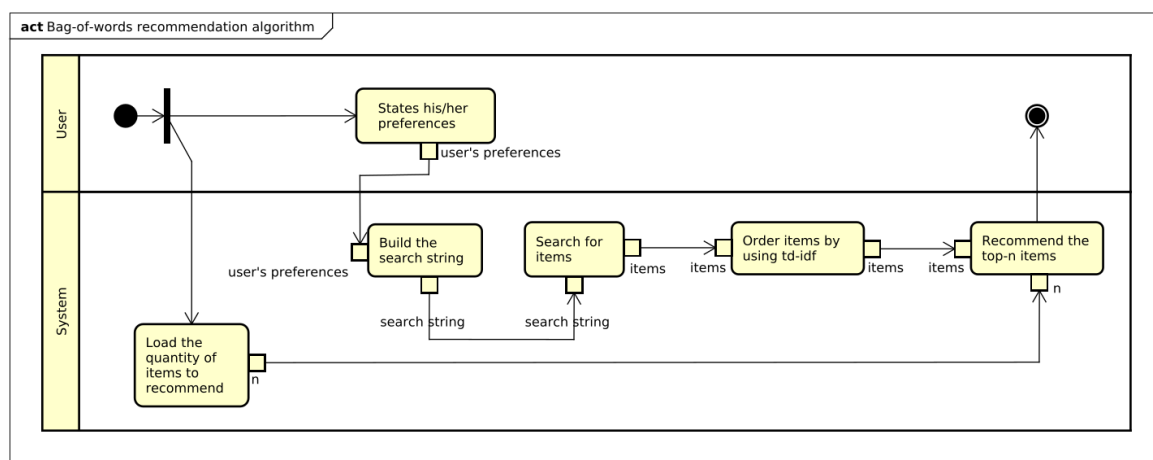 act Bag-of-words recommendation algorithm
User
States his/her
preferences
user's preferences
System
user's preferences
Build the
search string
search string
Search for
items
search string
items
items
Order items by
using td-idf
items
items
Recommend the
top-n items
n
Load the
quantity of
items to
recommend
n